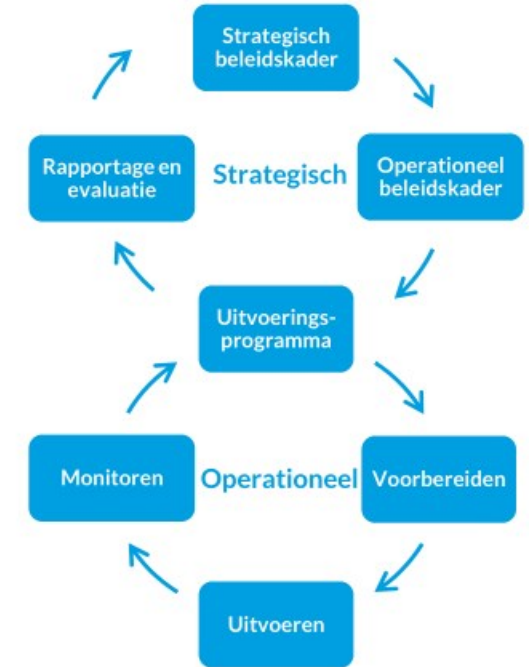 Strategisch
beleidskader
Rapportage en
evaluatie
Strategisch
Operationeel
beleidskader
Uitvoerings-
programma
Monitoren
Operationeel
Voorbereiden
Uitvoeren